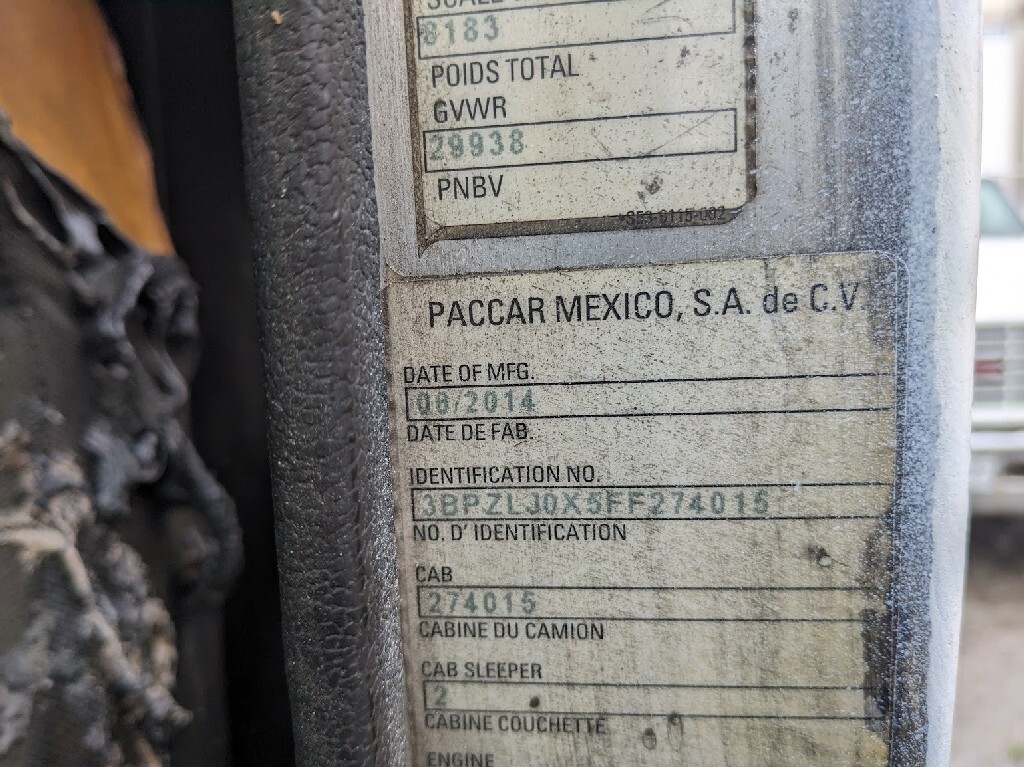 8183
POIDS TOTAL
GVWR
29938
PNBV
PACCAR MEXICO, S.A. de C.V.
DATE OF MFG.
06/2014
DATE DE FAB.
IDENTIFICATION NO.
3BPZLJ0X5FF274015
NO. D' IDENTIFICATION
CAB
274015
CABINE DU CAMION
CAB SLEEPER
2
CABINE COUCHETTE
ENGINE